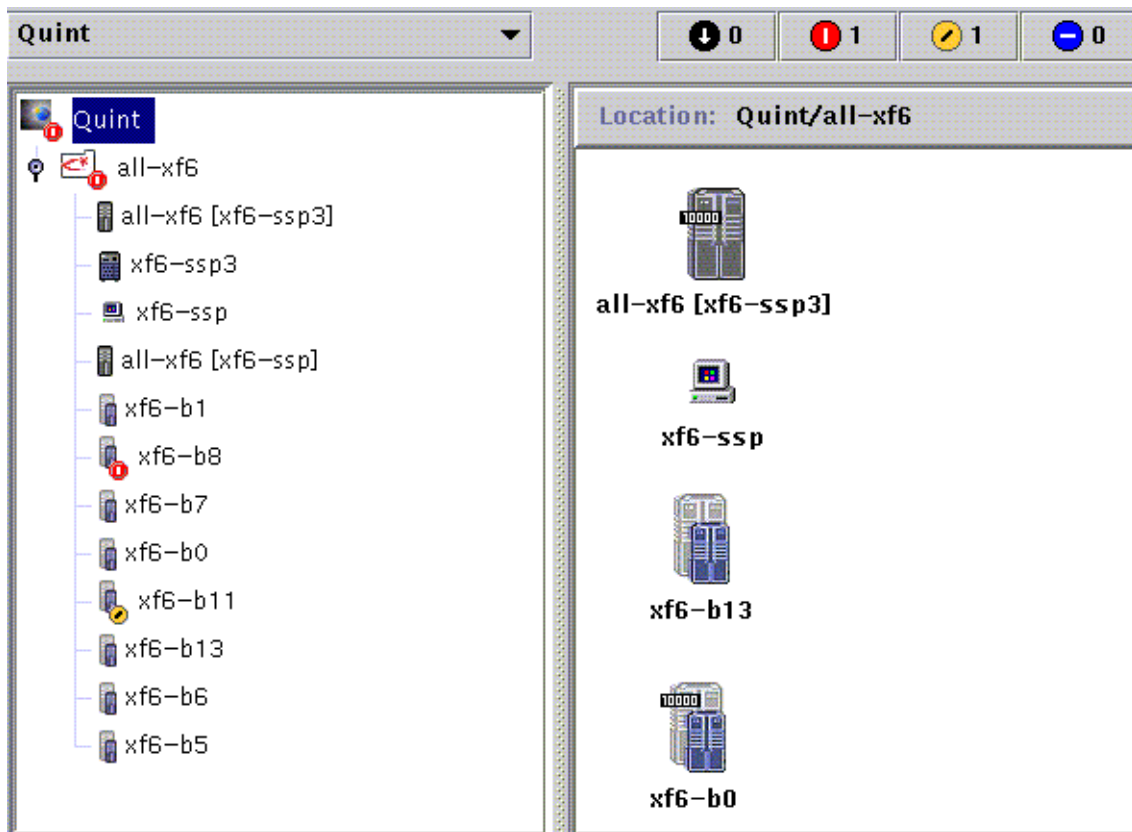 Quint
0
1
1
0
Quint
all-xf6
all-xf6 [xf6-ssp3]
xf6-ssp3
xf6-ssp
all-xf6 [xf6-ssp]
xf6-b1
xf6-b8
xf6-b7
xf6-b0
xf6-b11
xf6-b13
xf6-b6
xf6-b5
Location: Quint/all-xf6
10000
all-xf6 [xf6-ssp3]
xf6-ssp
xf6-b13
10000
xf6-b0